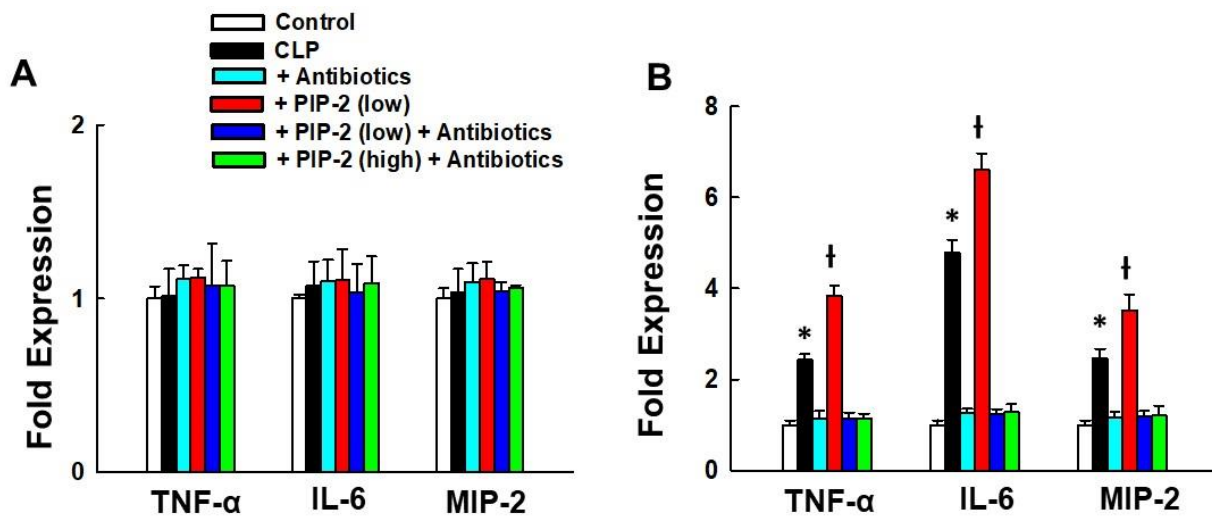 A
Control
CLP
+ Antibiotics
+ PIP-2 (low)
+ PIP-2 (low) + Antibiotics
+ PIP-2 (high) + Antibiotics
Fold Expression
2
1
0
TNF-α IL-6 MIP-2
B
Fold Expression
8
6
4
2
0
* ƚ * ƚ * ƚ
TNF-α IL-6 MIP-2